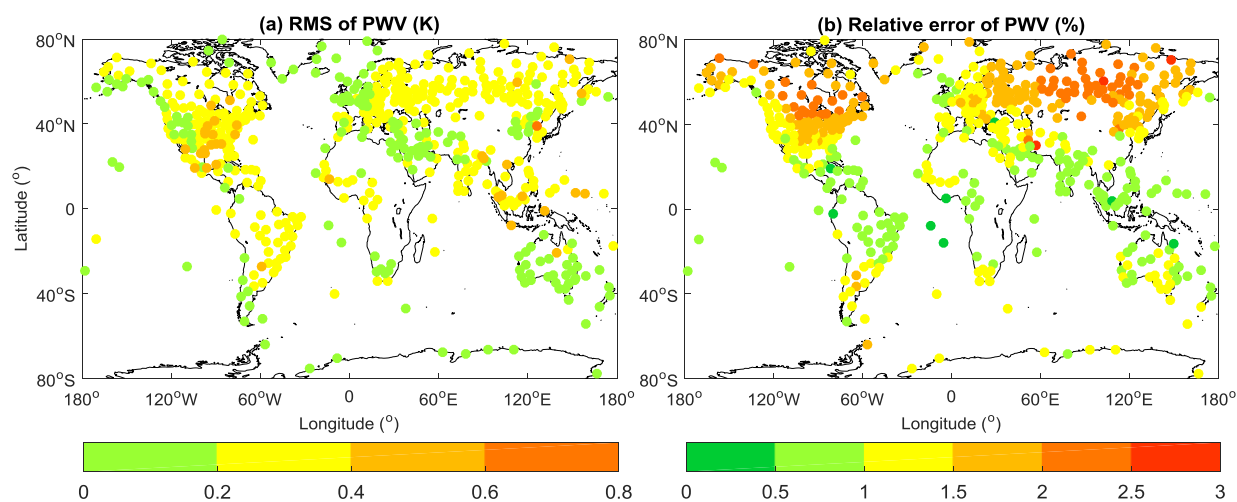 (a) RMS of PWV (K)
(b) Relative error of PWV (%)
80°N
40°N
0
40°S
80°S
Latitude (°)
180° 120°W 60°W 0 60°E 120°E 180°
Longitude (°)
0 0.2 0.4 0.6 0.8
80°N
40°N
0
40°S
80°S
180° 120°W 60°W 0 60°E 120°E 180°
Longitude (°)
0 0.5 1 1.5 2 2.5 3